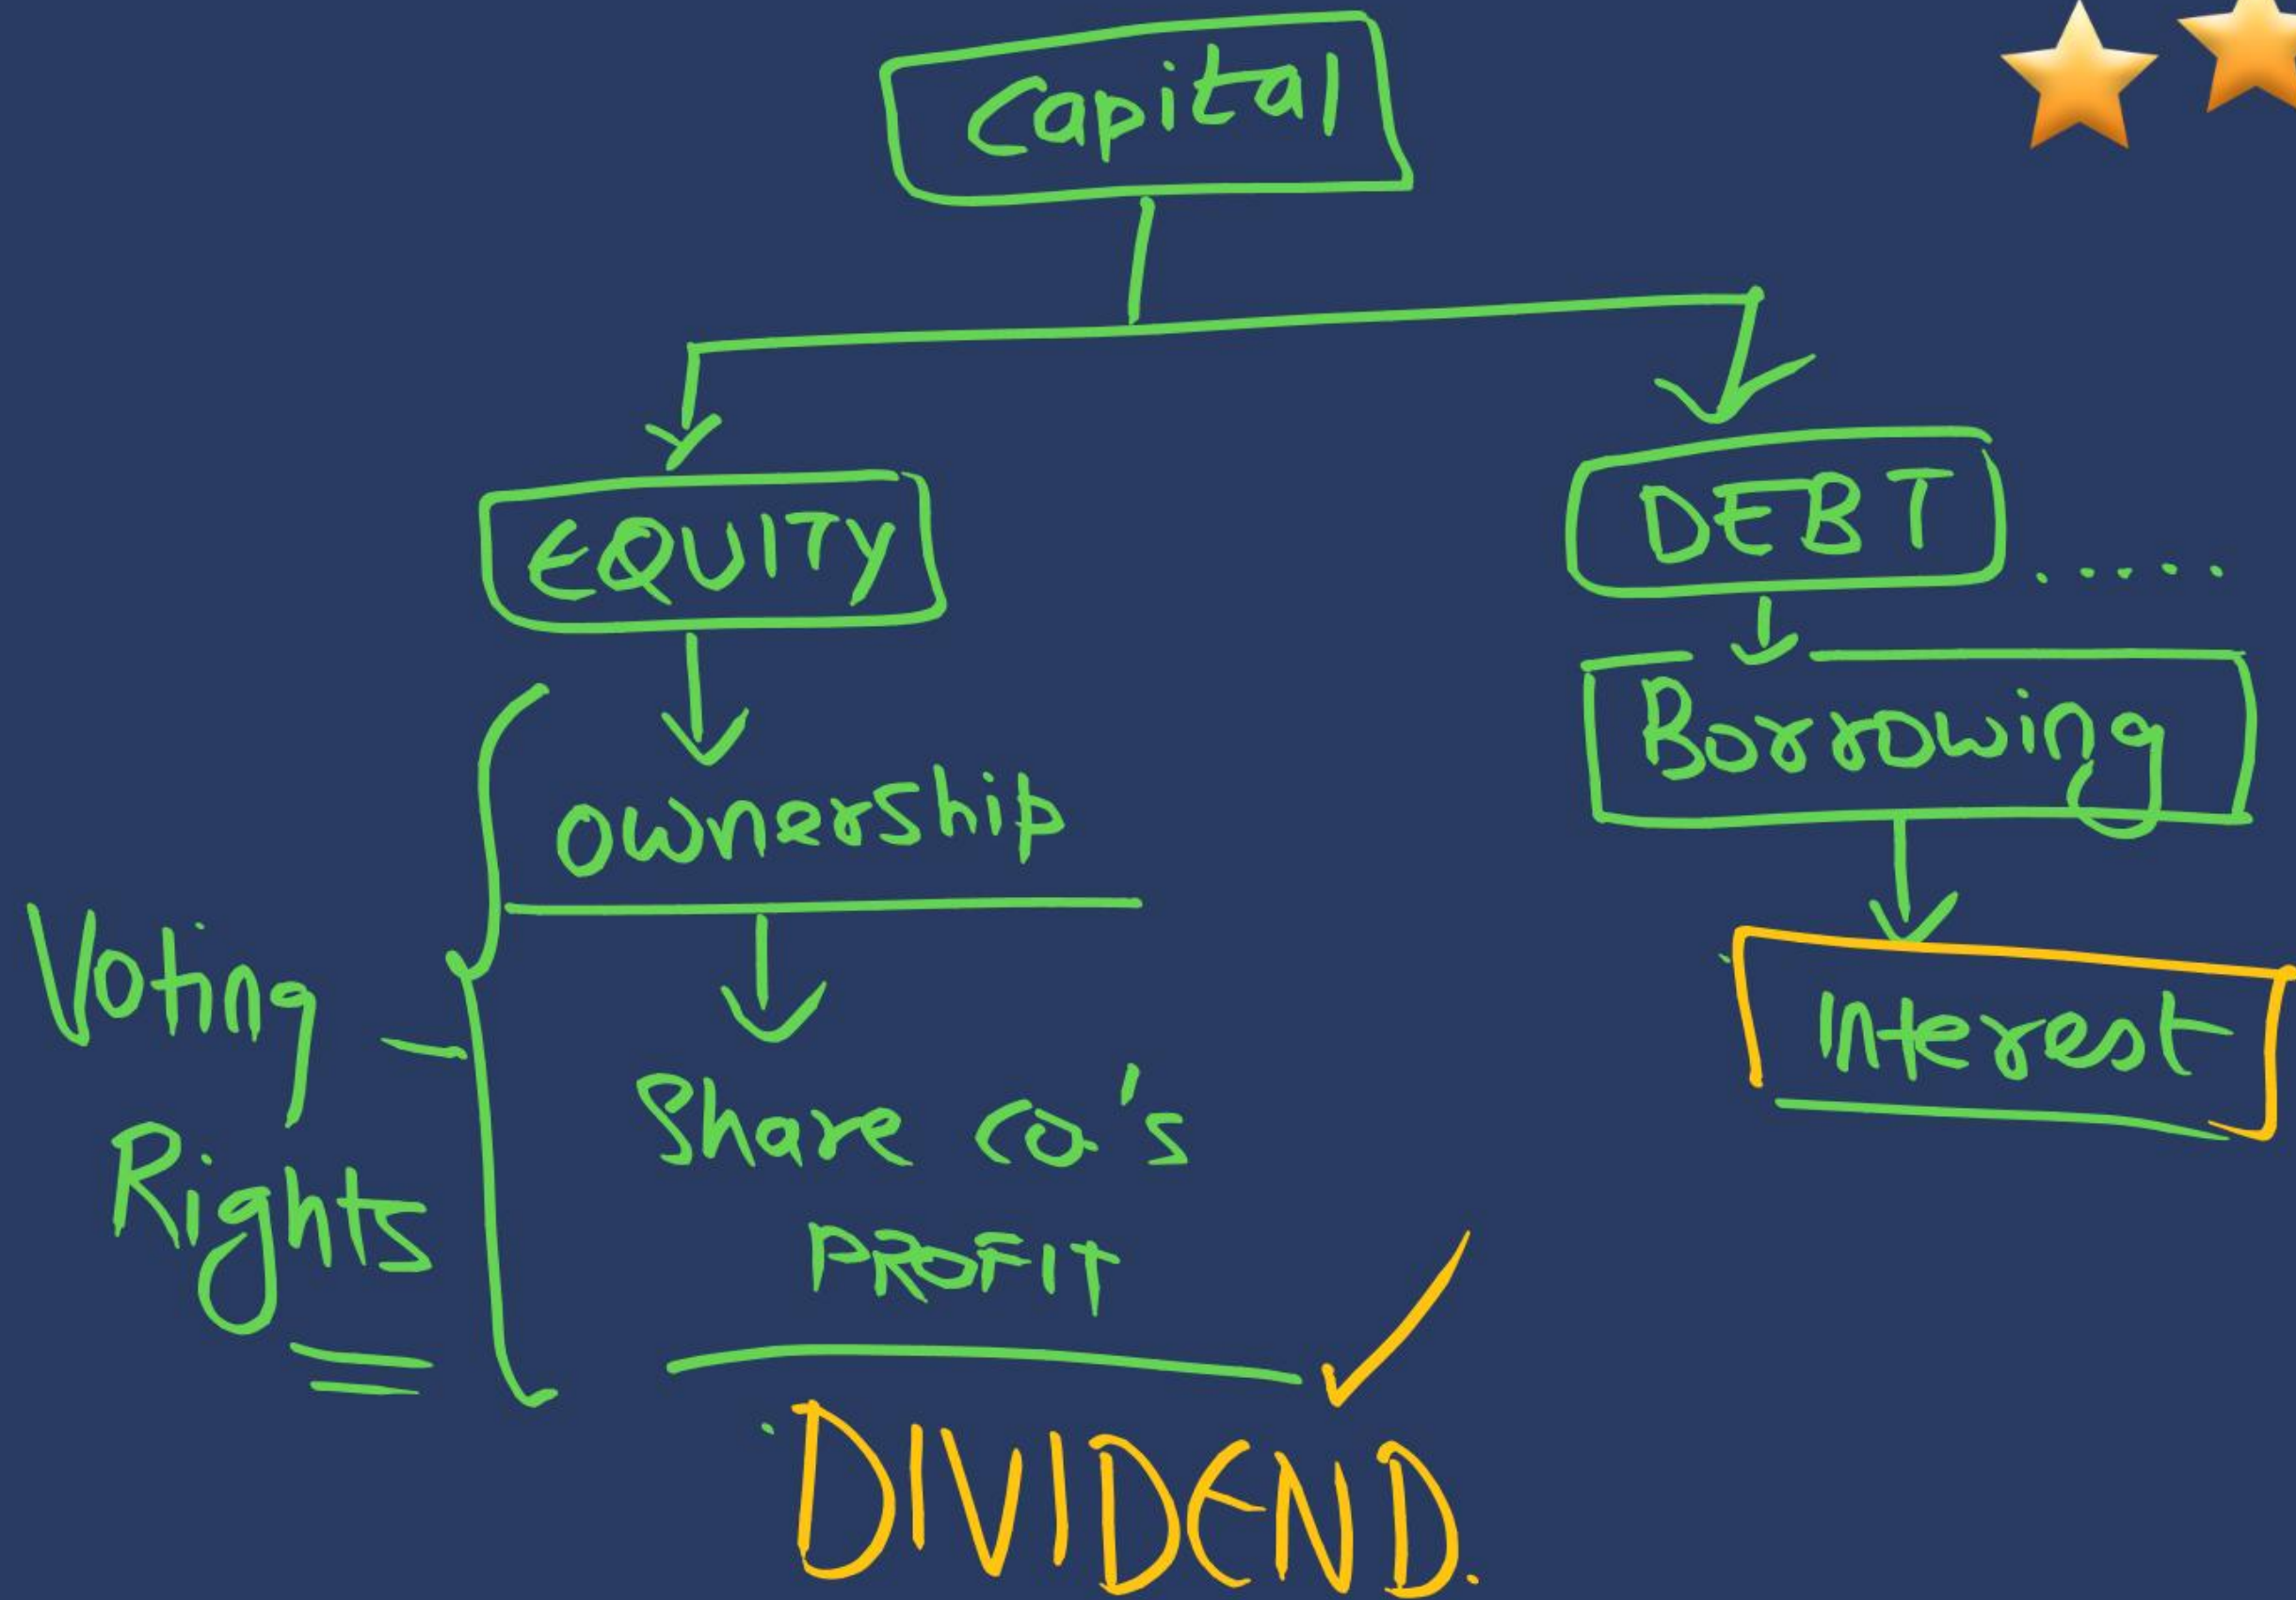 Capital
EQUITY
DEBT
.....
Borrowing
ownership
Voting
Rights
Interest
Share co's
PROFIT
DIVIDEND.